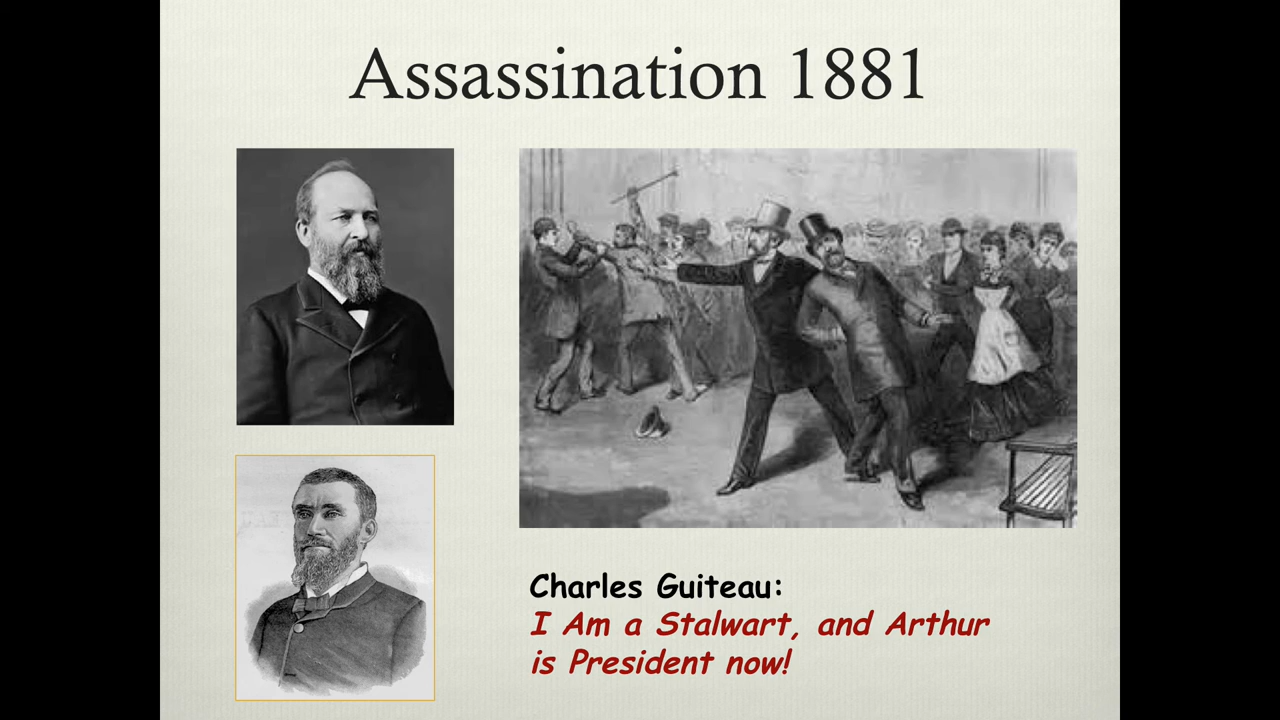 Assassination 1881
Charles Guiteau:
I Am a Stalwart, and Arthur
is President now!